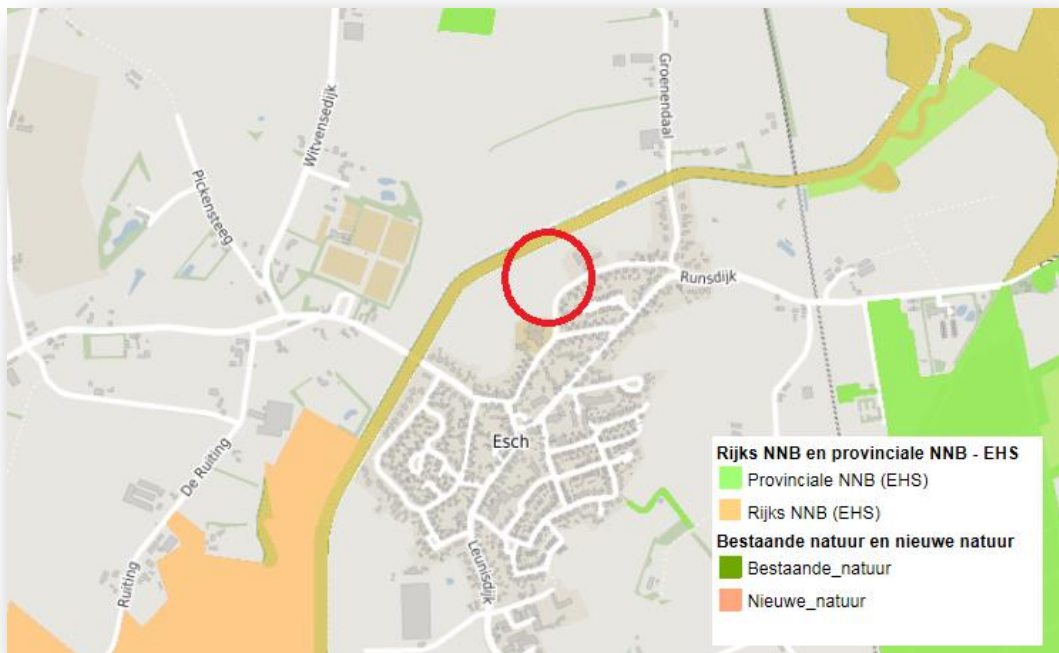 Groenendaal
Witvensedijk
Pickensteeg
Runsdijk
Esch
De Ruiting
Leunisdijk
Ruiting
Rijks NNB en provinciale NNB - EHS
Provinciale NNB (EHS)
Rijks NNB (EHS)
Bestaande natuur en nieuwe natuur
Bestaande_natuur
Nieuwe_natuur